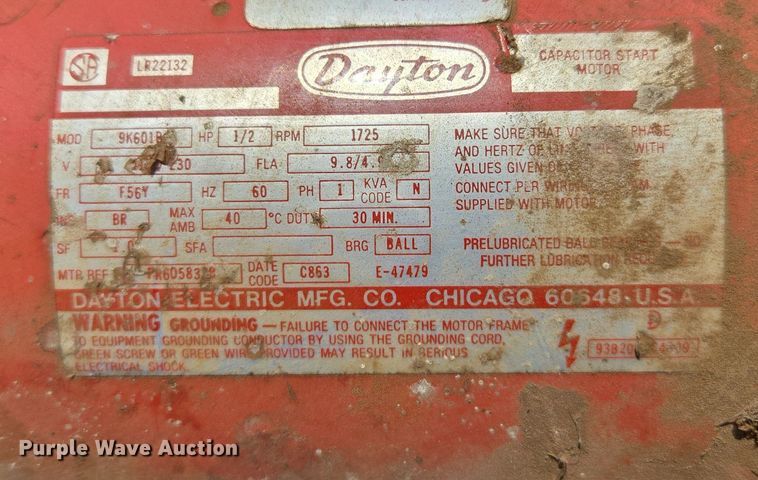 SA LR22132
Dayton
CAPACITOR START
MOTOR
MOD HP 1/2 RPM 1725
V 230 FLA
FR F56Y HZ 60 PH 1 KVA CODE N
INS BR MAX AMB 40 °C DUTY 30 MIN.
SF SFA BRG BALL
MTR REF DATE CODE C863 E-47479
MAKE SURE THAT PHASE,
AND HERTZ OF WITH
VALUES GIVEN
CONNECT PER
SUPPLIED WITH MOTOR
PRELUBRICATED BALL
FURTHER LUBRICATION
DAYTON ELECTRIC MFG. CO. CHICAGO 60648 U.S.A.
WARNING GROUNDING — FAILURE TO CONNECT THE MOTOR FRAME
TO EQUIPMENT GROUNDING CONDUCTOR BY USING THE GROUNDING CORD,
GREEN SCREW OR GREEN WIRE PROVIDED MAY RESULT IN SERIOUS
ELECTRICAL SHOCK.
Purple Wave Auction